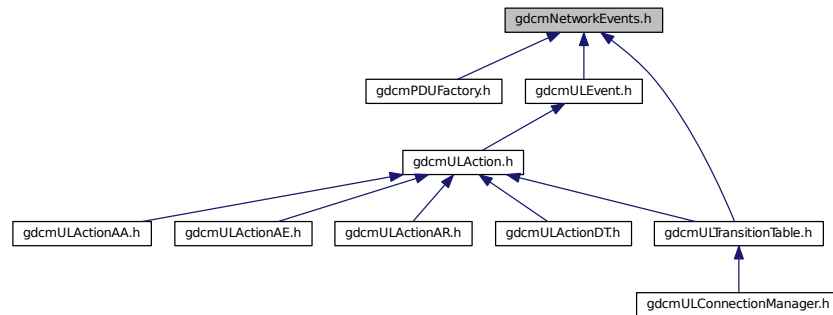 gdcmNetworkEvents.h
gdcmPDUFactory.h
gdcmULEvent.h
gdcmULAction.h
gdcmULActionAA.h
gdcmULActionAE.h
gdcmULActionAR.h
gdcmULActionDT.h
gdcmULTransitionTable.h
gdcmULConnectionManager.h